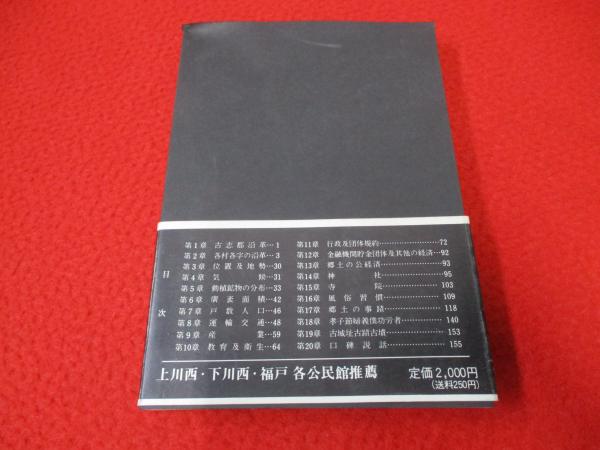 目次
第1章 古志郡沿革…1
第2章 各村各字の沿革…3
第3章 位置及地勢…30
第4章 気候…31
第5章 動植鉱物の分布…33
第6章 廣袤面積…42
第7章 戸数人口…46
第8章 運輸交通…48
第9章 産業…59
第10章 教育及衛生…64
第11章 行政及団体規約…72
第12章 金融機関貯金団体及其他の経済…92
第13章 郷土の公経済…93
第14章 神社…95
第15章 寺院…103
第16章 風俗習慣…109
第17章 郷土の事蹟…118
第18章 孝子節婦義僕功労者…140
第19章 古城址古蹟古墳…153
第20章 口碑説話…155
上川西・下川西・福戸 各公民館推薦
定価2,000円
(送料250円)